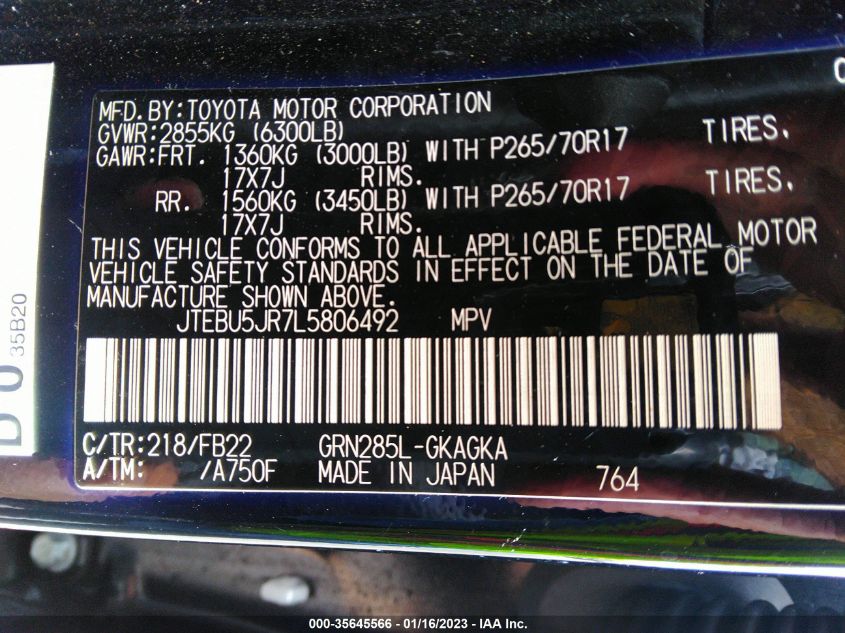 MFD.BY:TOYOTA MOTOR CORPORATION
GVWR:2855KG (6300LB)
GAWR:FRT. 1360KG (3000LB) WITH P265/70R17 TIRES,
17X7J RIMS.
RR. 1560KG (3450LB) WITH P265/70R17 TIRES,
17X7J RIMS.
THIS VEHICLE CONFORMS TO ALL APPLICABLE FEDERAL MOTOR
VEHICLE SAFETY STANDARDS IN EFFECT ON THE DATE OF
MANUFACTURE SHOWN ABOVE.
JTEBU5JR7L5806492 MPV
C/TR:218/FB22 GRN285L-GKAGKA
A/TM: /A750F MADE IN JAPAN 764
35B20
000-35645566 - 01/16/2023 - IAA Inc.